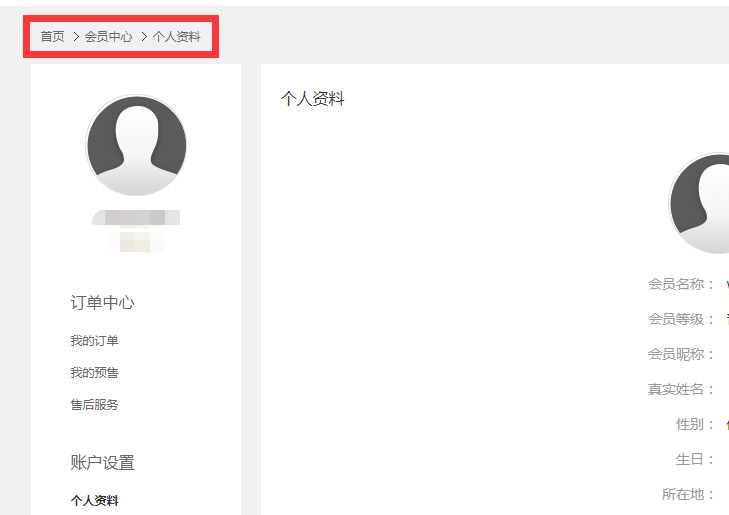 首页 > 会员中心 > 个人资料
订单中心
我的订单
我的预售
售后服务
账户设置
个人资料
个人资料
会员名称：
会员等级：
会员昵称：
真实姓名：
性别：
生日：
所在地：